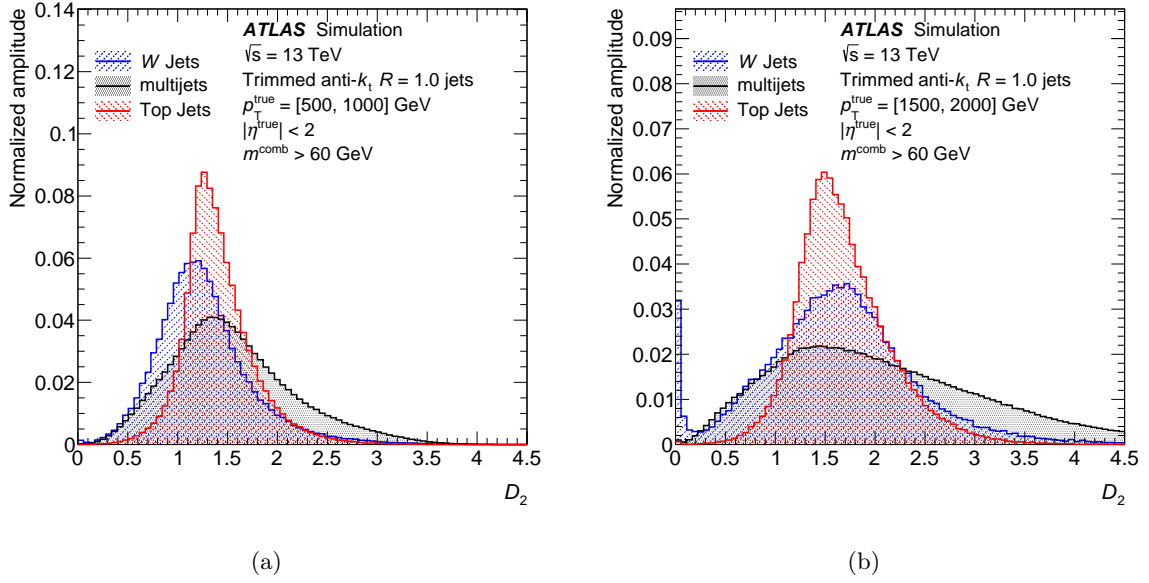 Normalized amplitude
0.14
0.12
0.1
0.08
0.06
0.04
0.02
0
ATLAS Simulation
√s = 13 TeV
Trimmed anti-kt R = 1.0 jets
pT^true = [500, 1000] GeV
|η^true| < 2
m^comb > 60 GeV
W Jets
multijets
Top Jets
0 0.5 1 1.5 2 2.5 3 3.5 4 4.5
D2
(a)
Normalized amplitude
0.09
0.08
0.07
0.06
0.05
0.04
0.03
0.02
0.01
0
ATLAS Simulation
√s = 13 TeV
Trimmed anti-kt R = 1.0 jets
pT^true = [1500, 2000] GeV
|η^true| < 2
m^comb > 60 GeV
W Jets
multijets
Top Jets
0 0.5 1 1.5 2 2.5 3 3.5 4 4.5
D2
(b)